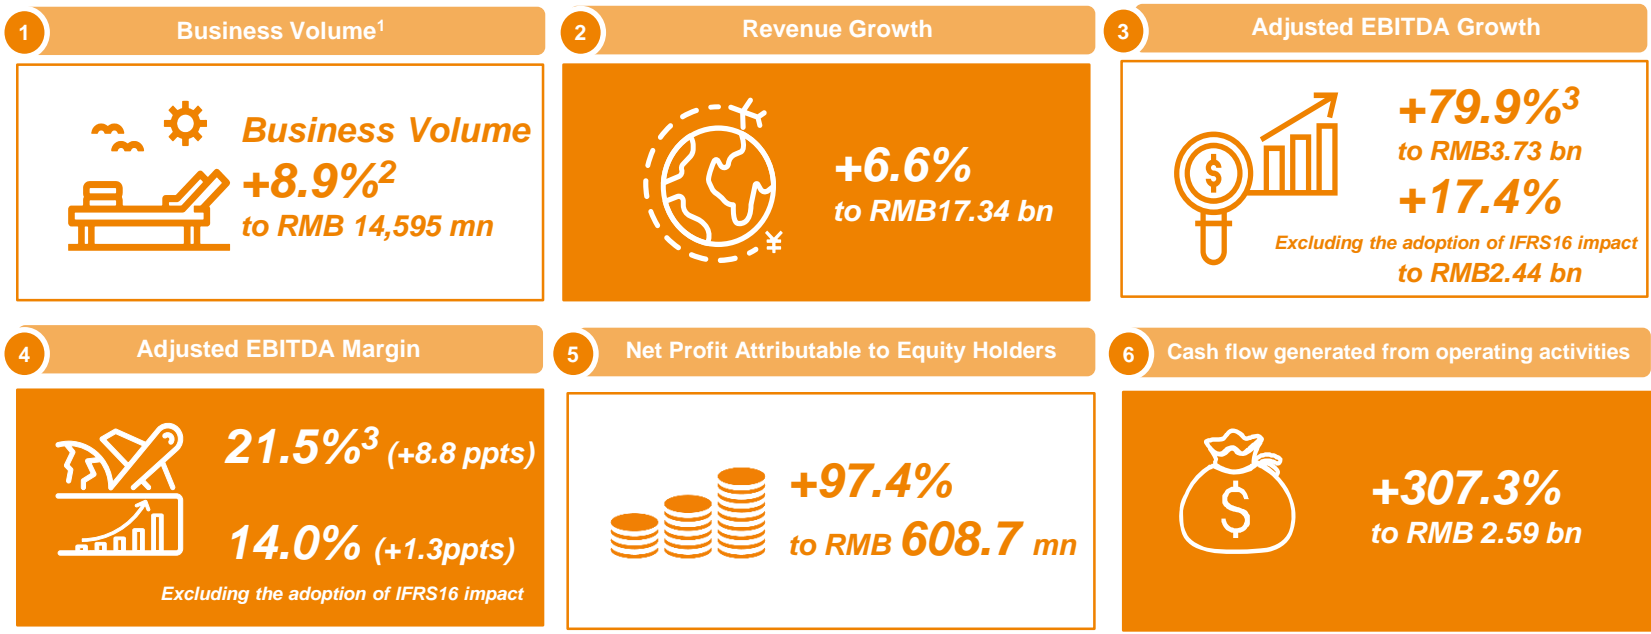 1
Business Volume1
Business Volume
+8.9%2
to RMB 14,595 mn
2
Revenue Growth
¥
+6.6%
to RMB17.34 bn
3
Adjusted EBITDA Growth
$
+79.9%3
to RMB3.73 bn
+17.4%
Excluding the adoption of IFRS16 impact
to RMB2.44 bn
4
Adjusted EBITDA Margin
21.5%3 (+8.8 ppts)
14.0% (+1.3ppts)
Excluding the adoption of IFRS16 impact
5
Net Profit Attributable to Equity Holders
+97.4%
to RMB 608.7 mn
6
Cash flow generated from operating activities
$
+307.3%
to RMB 2.59 bn